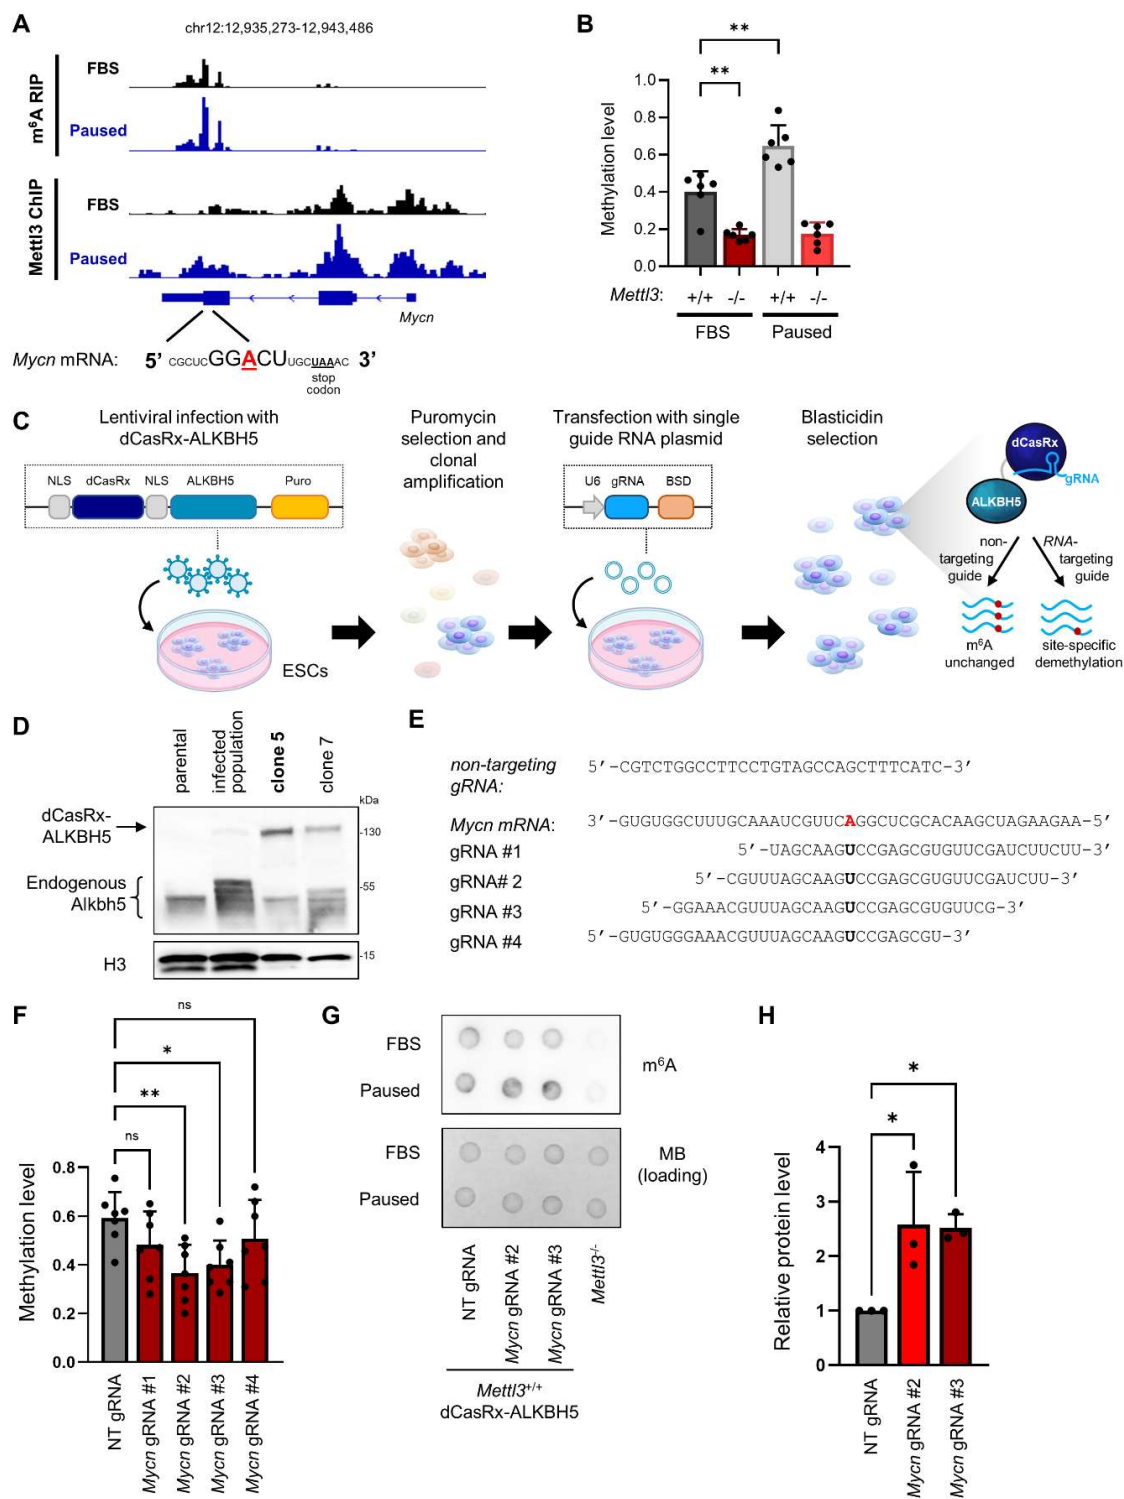 A
chr12:12,935,273-12,943,486
m⁶A RIP
FBS
Paused
Mettl3 ChIP
FBS
Paused
Mycn
Mycn mRNA: 5’ CGCUCGGACUUGCUAAAC 3’
stop
codon
B
**
**
Methylation level
1.0
0.8
0.6
0.4
0.2
0.0
Mettl3: +/+ -/- +/+ -/-
FBS Paused
C
Lentiviral infection with
dCasRx-ALKBH5
NLS dCasRx NLS ALKBH5 Puro
ESCs
Puromycin
selection and
clonal
amplification
Transfection with single
guide RNA plasmid
U6 gRNA BSD
Blasticidin
selection
dCasRx
gRNA
ALKBH5
non-
targeting
guide
RNA-
targeting
guide
m⁶A
unchanged
site-specific
demethylation
D
parental
infected
population
clone 5
clone 7
kDa
dCasRx-
ALKBH5
-130
Endogenous
Alkbh5
-55
H3
-15
E
non-targeting
gRNA:
5’-CGTCTGGCCTTCCTGTAGCCAGCTTTCATC-3’
Mycn mRNA: 3’-GUGUGGCUUUGCAAAUCGUUCAGGCUCGCACAAGCUAGAAGAA-5’
gRNA #1 5’-UAGCAAGUCCGAGCGUGUUCGAUCUUCUU-3’
gRNA# 2 5’-CGUUUAGCAAGUCCGAGCGUGUUCGAUCUU-3’
gRNA #3 5’-GGAAACGUUUAGCAAGUCCGAGCGUGUUCG-3’
gRNA #4 5’-GUGUGGGAAACGUUUAGCAAGUCCGAGCGU-3’
F
ns
*
**
ns
Methylation level
0.8
0.6
0.4
0.2
0.0
NT gRNA
Mycn gRNA #1
Mycn gRNA #2
Mycn gRNA #3
Mycn gRNA #4
G
FBS
Paused
m⁶A
FBS
Paused
MB
(loading)
NT gRNA
Mycn gRNA #2
Mycn gRNA #3
Mettl3⁻/⁻
Mettl3⁺/⁺
dCasRx-ALKBH5
H
*
*
Relative protein level
4
3
2
1
0
NT gRNA
Mycn gRNA #2
Mycn gRNA #3